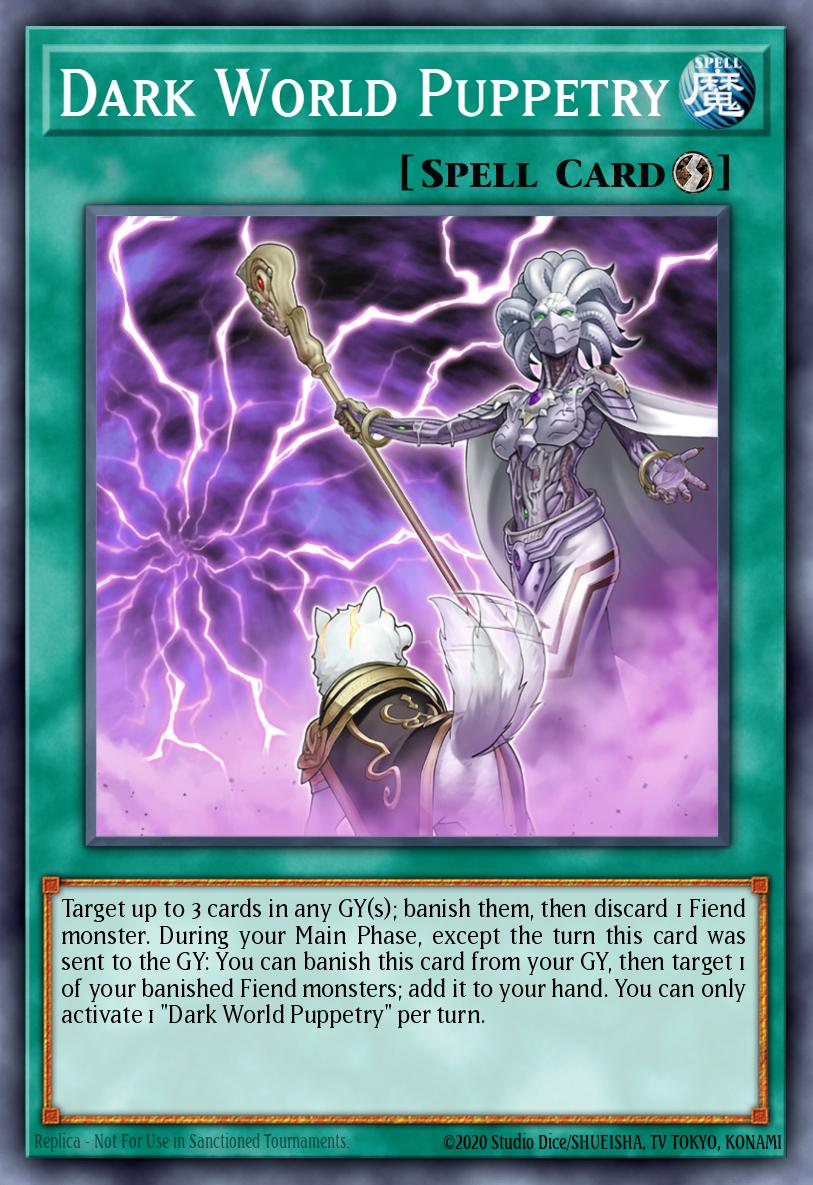 Dark World Puppetry
SPELL
魔
[Spell Card]
Target up to 3 cards in any GY(s); banish them, then discard 1 Fiend
monster. During your Main Phase, except the turn this card was
sent to the GY: You can banish this card from your GY, then target 1
of your banished Fiend monsters; add it to your hand. You can only
activate 1 "Dark World Puppetry" per turn.
Replica - Not For Use in Sanctioned Tournaments.
©2020 Studio Dice/SHUEISHA, TV TOKYO, KONAMI